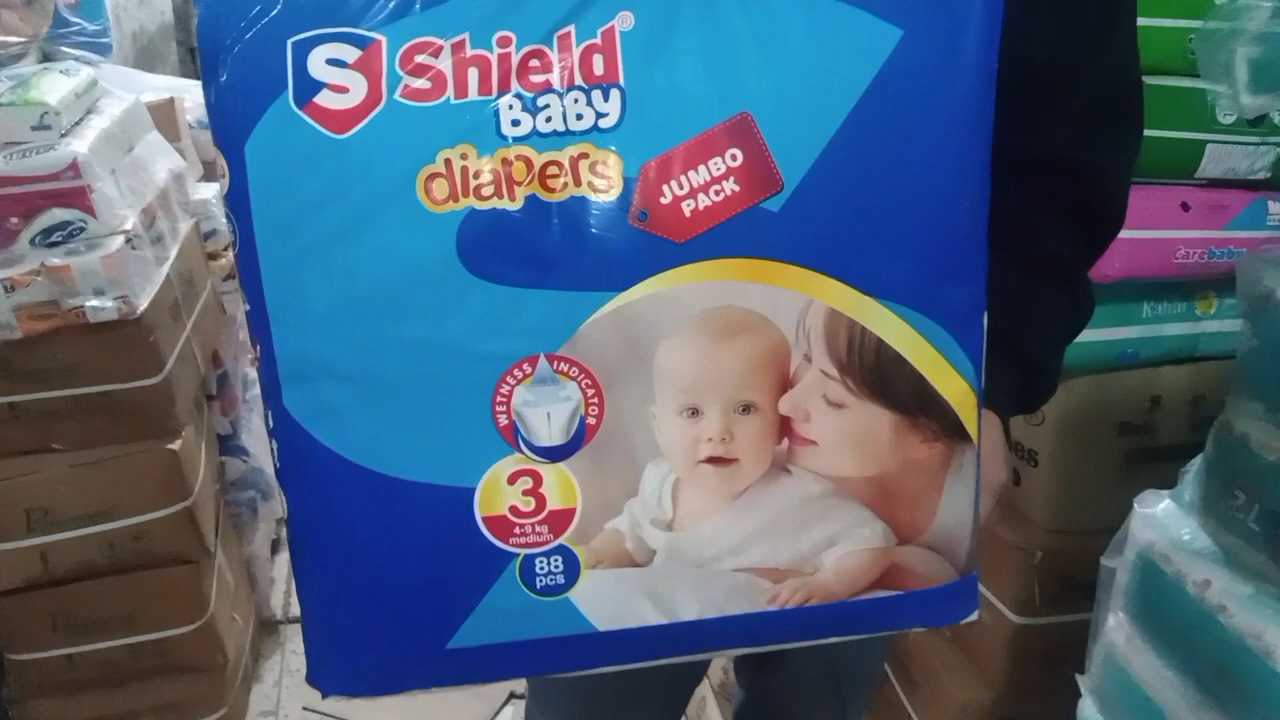 S Shield®
Baby
diapers
JUMBO
PACK
WETNESS INDICATOR
3
4-9 kg
medium
88
pcs
Carebaby